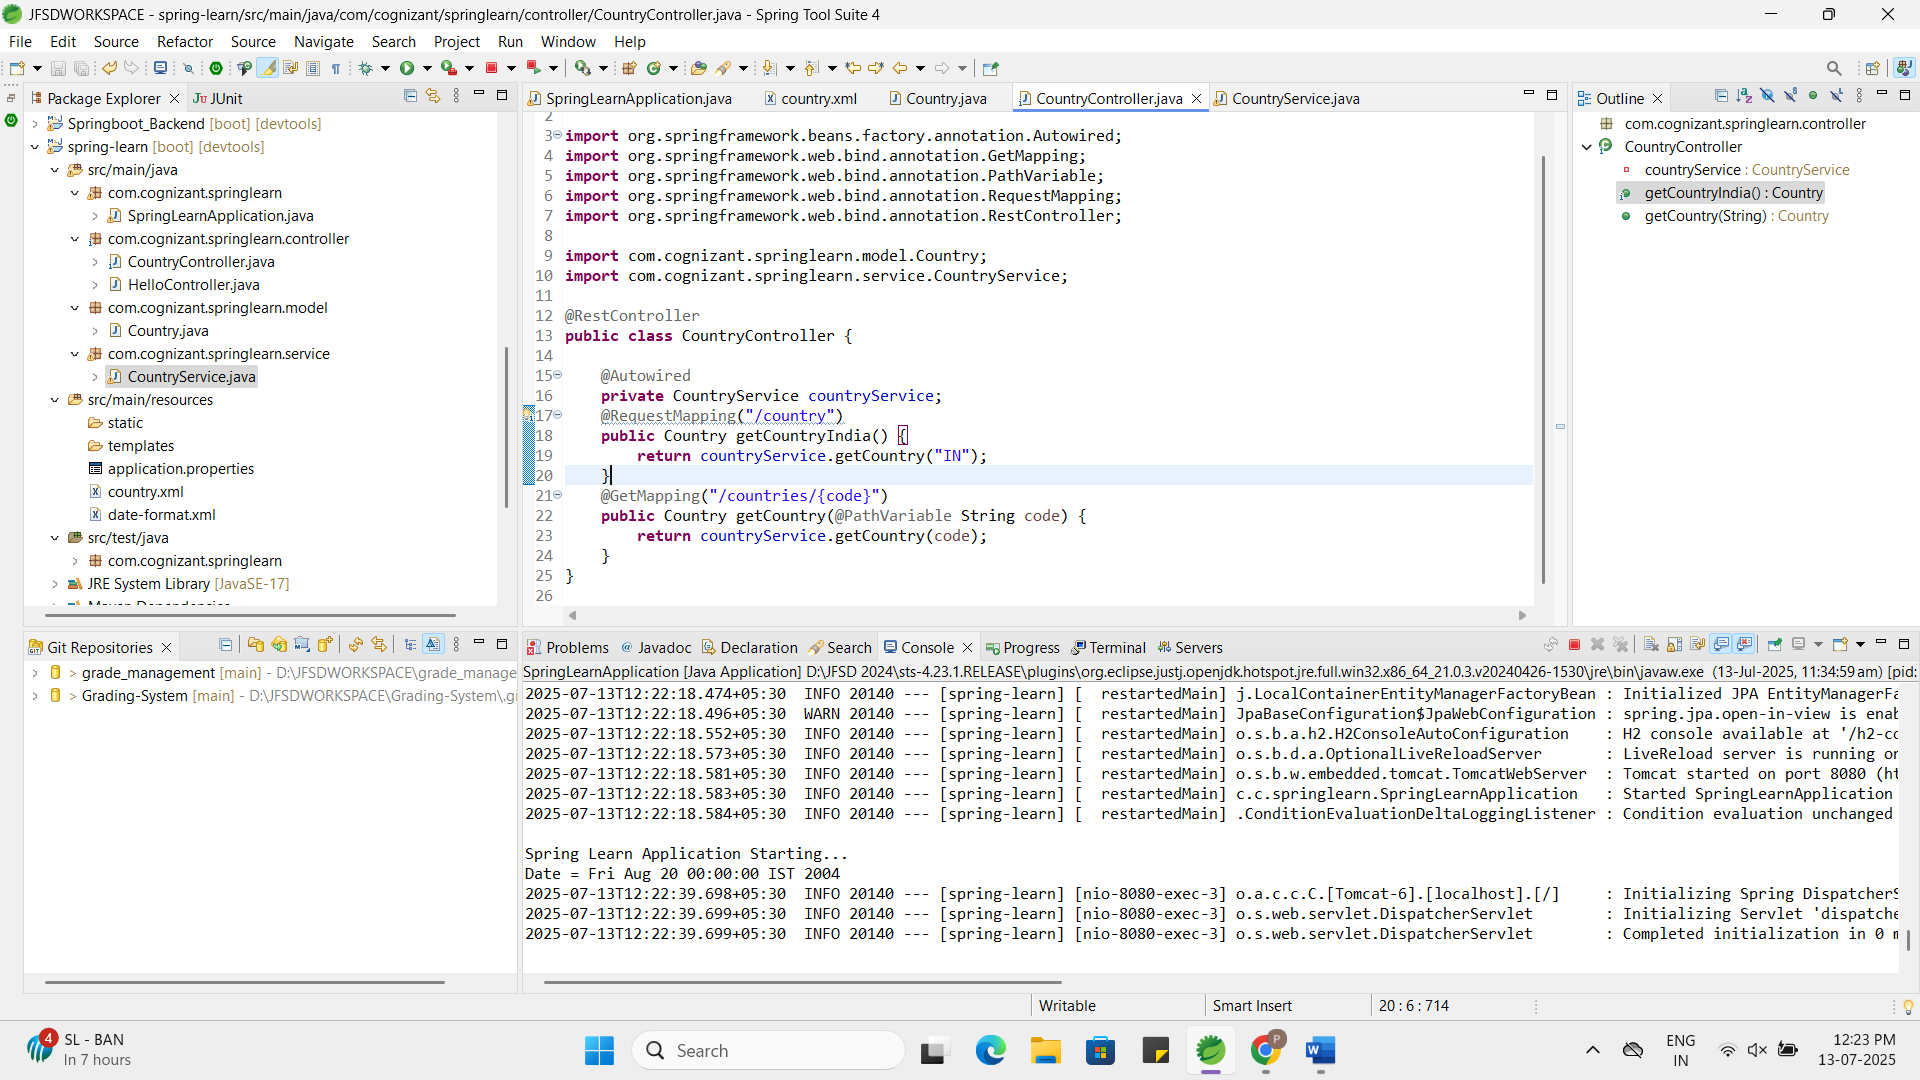 JFSDWORKSPACE - spring-learn/src/main/java/com/cognizant/springlearn/controller/CountryController.java - Spring Tool Suite 4
File Edit Source Refactor Source Navigate Search Project Run Window Help
Package Explorer
JUnit
Springboot_Backend [boot] [devtools]
spring-learn [boot] [devtools]
src/main/java
com.cognizant.springlearn
SpringLearnApplication.java
com.cognizant.springlearn.controller
CountryController.java
HelloController.java
com.cognizant.springlearn.model
Country.java
com.cognizant.springlearn.service
CountryService.java
src/main/resources
static
templates
application.properties
country.xml
date-format.xml
src/test/java
com.cognizant.springlearn
JRE System Library [JavaSE-17]
SpringLearnApplication.java country.xml Country.java CountryController.java CountryService.java
2
3 import org.springframework.beans.factory.annotation.Autowired;
4 import org.springframework.web.bind.annotation.GetMapping;
5 import org.springframework.web.bind.annotation.PathVariable;
6 import org.springframework.web.bind.annotation.RequestMapping;
7 import org.springframework.web.bind.annotation.RestController;
8
9 import com.cognizant.springlearn.model.Country;
10 import com.cognizant.springlearn.service.CountryService;
11
12 @RestController
13 public class CountryController {
14
15 @Autowired
16 private CountryService countryService;
17 @RequestMapping("/country")
18 public Country getCountryIndia() {
19 return countryService.getCountry("IN");
20 }
21 @GetMapping("/countries/{code}")
22 public Country getCountry(@PathVariable String code) {
23 return countryService.getCountry(code);
24 }
25 }
26
Outline
com.cognizant.springlearn.controller
CountryController
countryService : CountryService
getCountryIndia() : Country
getCountry(String) : Country
Git Repositories
> grade_management [main] - D:\JFSDWORKSPACE\grade_manage
> Grading-System [main] - D:\JFSDWORKSPACE\Grading-System\.gi
Problems @ Javadoc Declaration Search Console Progress Terminal Servers
SpringLearnApplication [Java Application] D:\JFSD 2024\sts-4.23.1.RELEASE\plugins\org.eclipse.justj.openjdk.hotspot.jre.full.win32.x86_64_21.0.3.v20240426-1530\jre\bin\javaw.exe (13-Jul-2025, 11:34:59 am) [pid:
2025-07-13T12:22:18.474+05:30 INFO 20140 --- [spring-learn] [ restartedMain] j.LocalContainerEntityManagerFactoryBean : Initialized JPA EntityManagerFa
2025-07-13T12:22:18.496+05:30 WARN 20140 --- [spring-learn] [ restartedMain] JpaBaseConfiguration$JpaWebConfiguration : spring.jpa.open-in-view is enab
2025-07-13T12:22:18.552+05:30 INFO 20140 --- [spring-learn] [ restartedMain] o.s.b.a.h2.H2ConsoleAutoConfiguration : H2 console available at '/h2-co
2025-07-13T12:22:18.573+05:30 INFO 20140 --- [spring-learn] [ restartedMain] o.s.b.d.a.OptionalLiveReloadServer : LiveReload server is running on
2025-07-13T12:22:18.581+05:30 INFO 20140 --- [spring-learn] [ restartedMain] o.s.b.w.embedded.tomcat.TomcatWebServer : Tomcat started on port 8080 (ht
2025-07-13T12:22:18.583+05:30 INFO 20140 --- [spring-learn] [ restartedMain] c.c.springlearn.SpringLearnApplication : Started SpringLearnApplication
2025-07-13T12:22:18.584+05:30 INFO 20140 --- [spring-learn] [ restartedMain] .ConditionEvaluationDeltaLoggingListener : Condition evaluation unchanged
Spring Learn Application Starting...
Date = Fri Aug 20 00:00:00 IST 2004
2025-07-13T12:22:39.698+05:30 INFO 20140 --- [spring-learn] [nio-8080-exec-3] o.a.c.c.C.[Tomcat-6].[localhost].[/] : Initializing Spring DispatcherS
2025-07-13T12:22:39.699+05:30 INFO 20140 --- [spring-learn] [nio-8080-exec-3] o.s.web.servlet.DispatcherServlet : Initializing Servlet 'dispatche
2025-07-13T12:22:39.699+05:30 INFO 20140 --- [spring-learn] [nio-8080-exec-3] o.s.web.servlet.DispatcherServlet : Completed initialization in 0 m
Writable Smart Insert 20 : 6 : 714
4
SL - BAN
In 7 hours
Search
P
ENG
IN
12:23 PM
13-07-2025